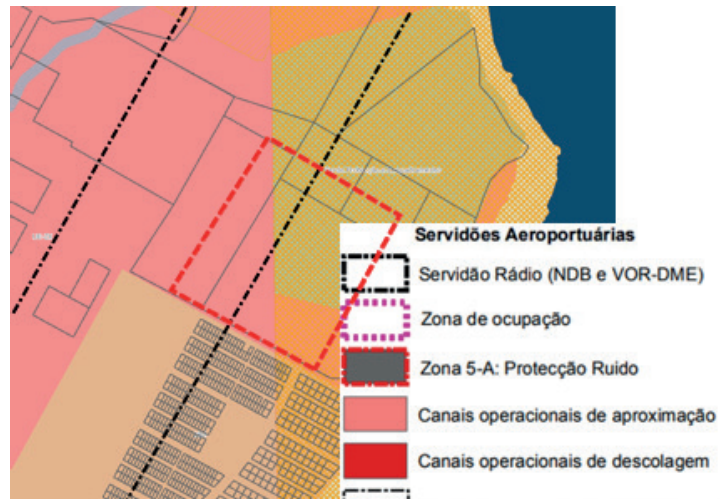 Servidões Aeroportuárias
Servidão Rádio (NDB e VOR-DME)
Zona de ocupação
Zona 5-A: Protecção Ruido
Canais operacionais de aproximação
Canais operacionais de descolagem